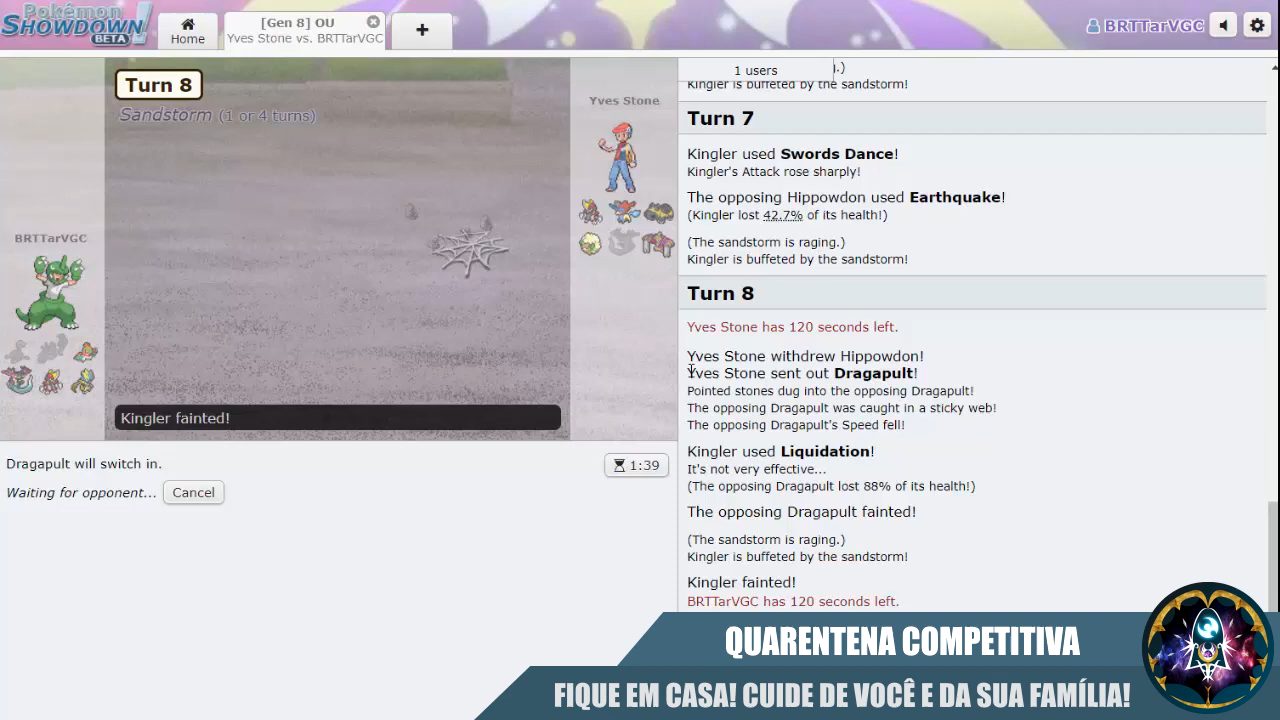 Pokémon
SHOWDOWN!
BETA
Home
[Gen 8] OU
Yves Stone vs. BRTTarVGC
+
BRTTarVGC
Turn 8
Sandstorm (1 or 4 turns)
Yves Stone
BRTTarVGC
Kingler fainted!
Dragapult will switch in.
1:39
Waiting for opponent...
Cancel
1 users
.)
Kingler is buffeted by the sandstorm!
Turn 7
Kingler used Swords Dance!
Kingler's Attack rose sharply!
The opposing Hippowdon used Earthquake!
(Kingler lost 42.7% of its health!)
(The sandstorm is raging.)
Kingler is buffeted by the sandstorm!
Turn 8
Yves Stone has 120 seconds left.
Yves Stone withdrew Hippowdon!
Yves Stone sent out Dragapult!
Pointed stones dug into the opposing Dragapult!
The opposing Dragapult was caught in a sticky web!
The opposing Dragapult's Speed fell!
Kingler used Liquidation!
It's not very effective...
(The opposing Dragapult lost 88% of its health!)
The opposing Dragapult fainted!
(The sandstorm is raging.)
Kingler is buffeted by the sandstorm!
Kingler fainted!
BRTTarVGC has 120 seconds left.
QUARENTENA COMPETITIVA
FIQUE EM CASA! CUIDE DE VOCÊ E DA SUA FAMÍLIA!